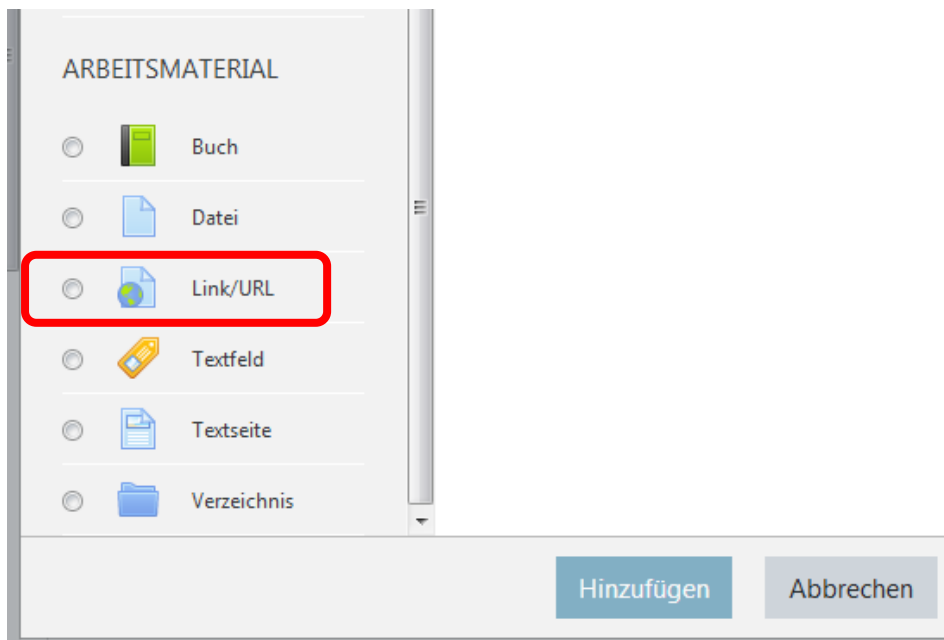 ARBEITSMATERIAL
Buch
Datei
Link/URL
Textfeld
Textseite
Verzeichnis
Hinzufügen Abbrechen